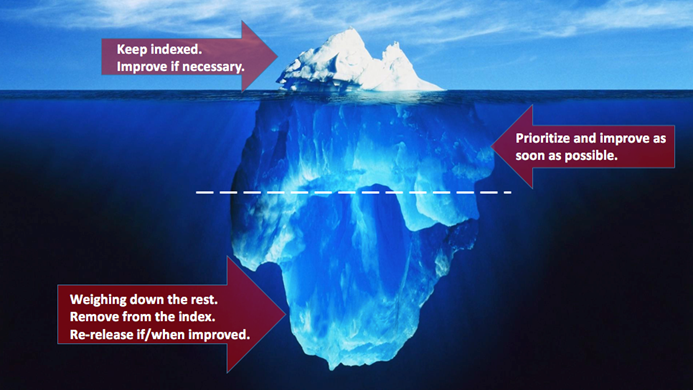 Keep indexed.
Improve if necessary.
Prioritize and improve as
soon as possible.
Weighing down the rest.
Remove from the index.
Re-release if/when improved.